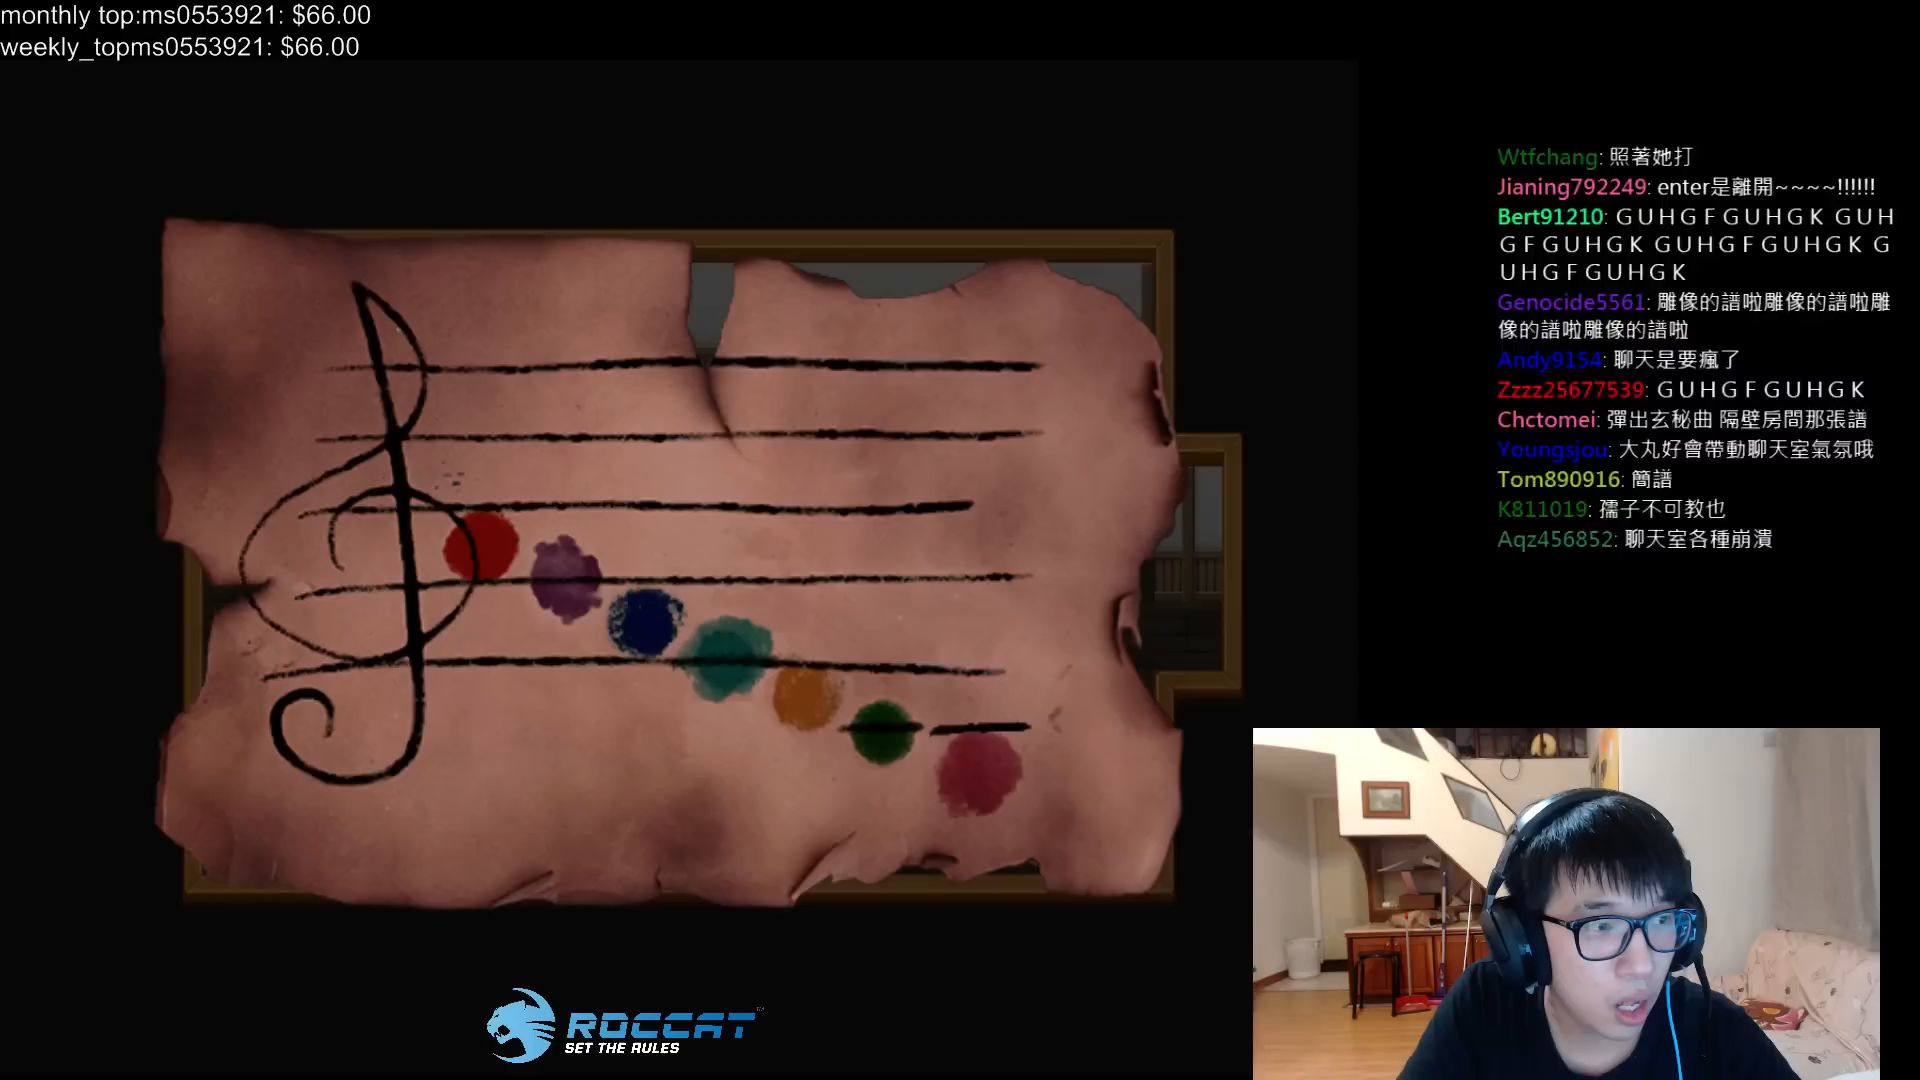 monthly top:ms0553921: $66.00
weekly_topms0553921: $66.00
Wtfchang: 照著她打
Jianing792249: enter是離開~~~~!!!!!!
Bert91210: G U H G F G U H G K G U H
G F G U H G K G U H G F G U H G K G
U H G F G U H G K
Genocide5561: 雕像的譜啦雕像的譜啦雕
像的譜啦雕像的譜啦
Andy9154: 聊天是要瘋了
Zzzz25677539: G U H G F G U H G K
Chctomei: 彈出玄秘曲 隔壁房間那張譜
Youngsjou: 大丸好會帶動聊天室氣氛哦
Tom890916: 簡譜
K811019: 孺子不可教也
Aqz456852: 聊天室各種崩潰
ROCCAT™
SET THE RULES